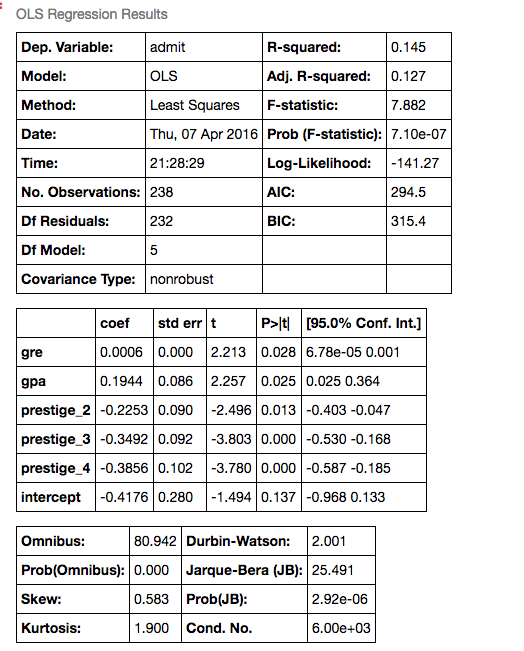 OLS Regression Results
Dep. Variable: admit R-squared: 0.145
Model: OLS Adj. R-squared: 0.127
Method: Least Squares F-statistic: 7.882
Date: Thu, 07 Apr 2016 Prob (F-statistic): 7.10e-07
Time: 21:28:29 Log-Likelihood: -141.27
No. Observations: 238 AIC: 294.5
Df Residuals: 232 BIC: 315.4
Df Model: 5
Covariance Type: nonrobust
coef std err t P>|t| [95.0% Conf. Int.]
gre 0.0006 0.000 2.213 0.028 6.78e-05 0.001
gpa 0.1944 0.086 2.257 0.025 0.025 0.364
prestige_2 -0.2253 0.090 -2.496 0.013 -0.403 -0.047
prestige_3 -0.3492 0.092 -3.803 0.000 -0.530 -0.168
prestige_4 -0.3856 0.102 -3.780 0.000 -0.587 -0.185
intercept -0.4176 0.280 -1.494 0.137 -0.968 0.133
Omnibus: 80.942 Durbin-Watson: 2.001
Prob(Omnibus): 0.000 Jarque-Bera (JB): 25.491
Skew: 0.583 Prob(JB): 2.92e-06
Kurtosis: 1.900 Cond. No. 6.00e+03